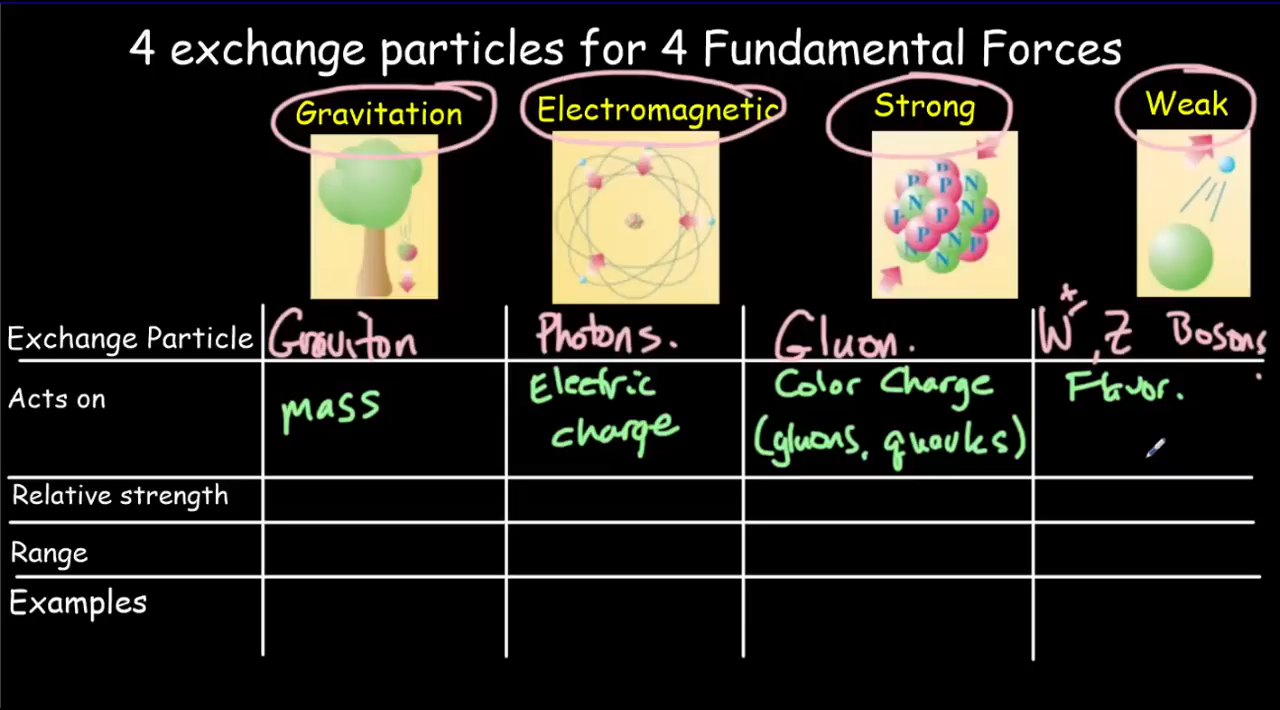 4 exchange particles for 4 Fundamental Forces
Gravitation Electromagnetic Strong Weak
P P N P N N P P P P N P N N
Exchange Particle Graviton Photons. Gluon. W± , Z Bosons.
Acts on mass Electric charge Color Charge (gluons, quarks) Flavor.
Relative strength
Range
Examples